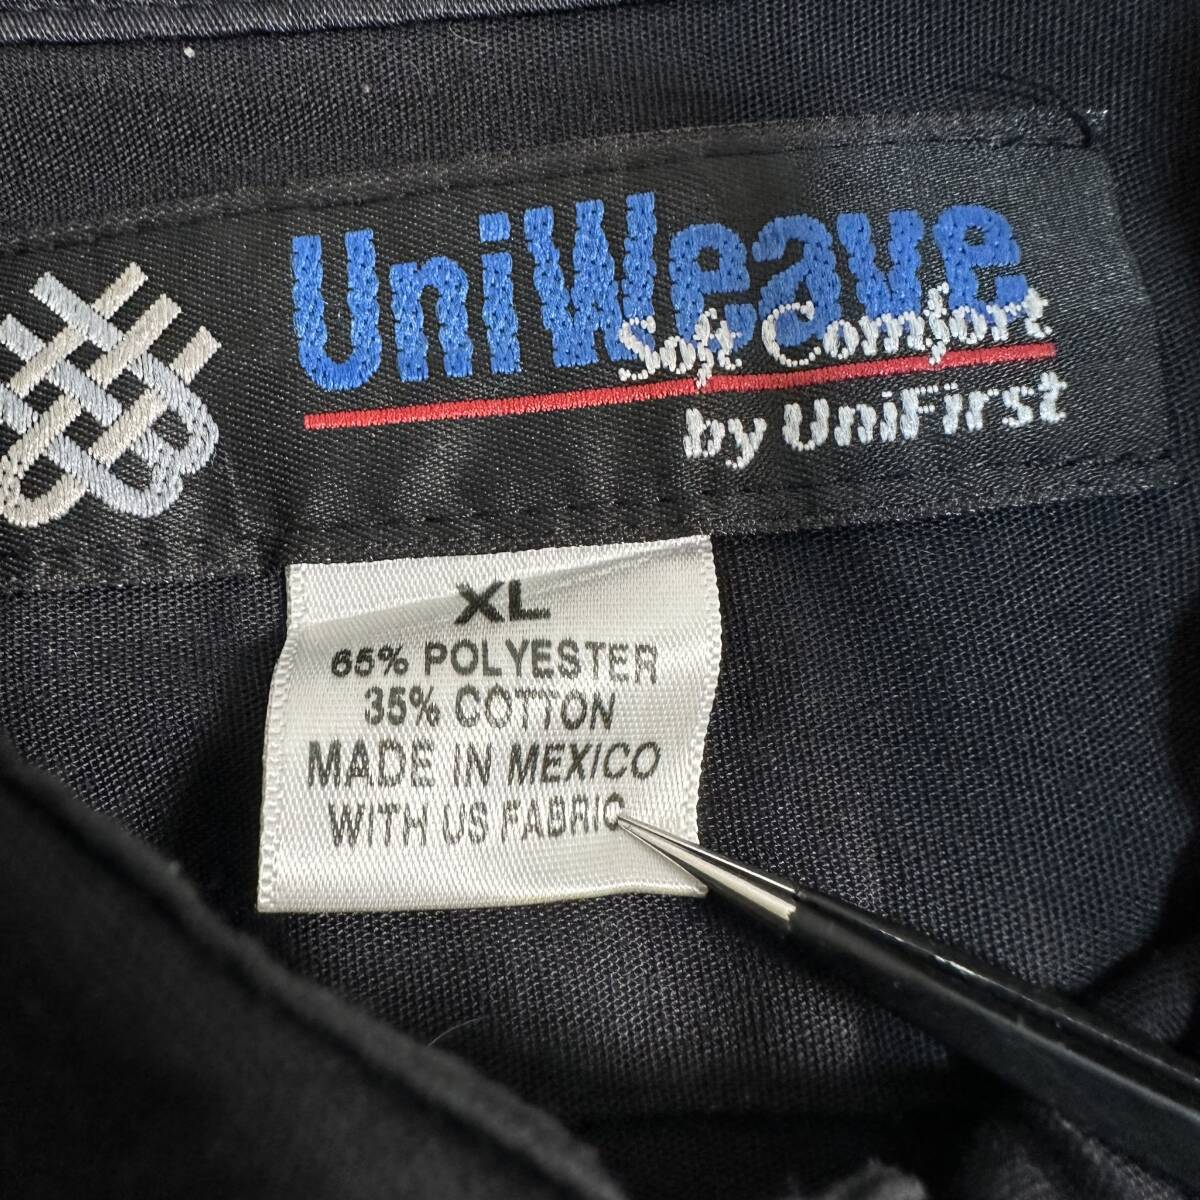 UniWeave
Soft Comfort
by UniFirst
XL
65% POLYESTER
35% COTTON
MADE IN MEXICO
WITH US FABRIC